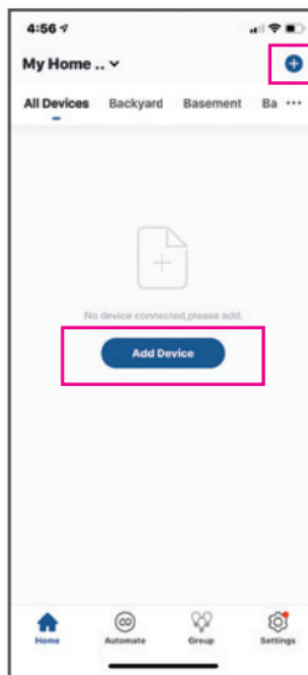 4:56
My Home .. 
All Devices Backyard Basement Ba ...
No device connected,please add.
Add Device
Home Automate Group Settings